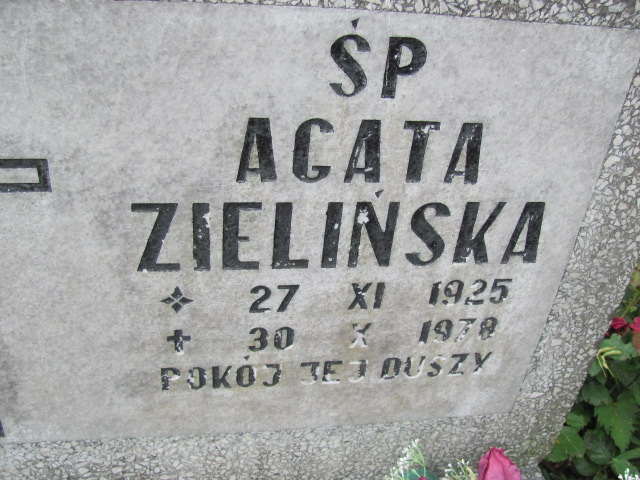 ŚP
AGATA
ZIELIŃSKA
27 XI 1925
30 X 1978
POKÓJ JEJ DUSZY